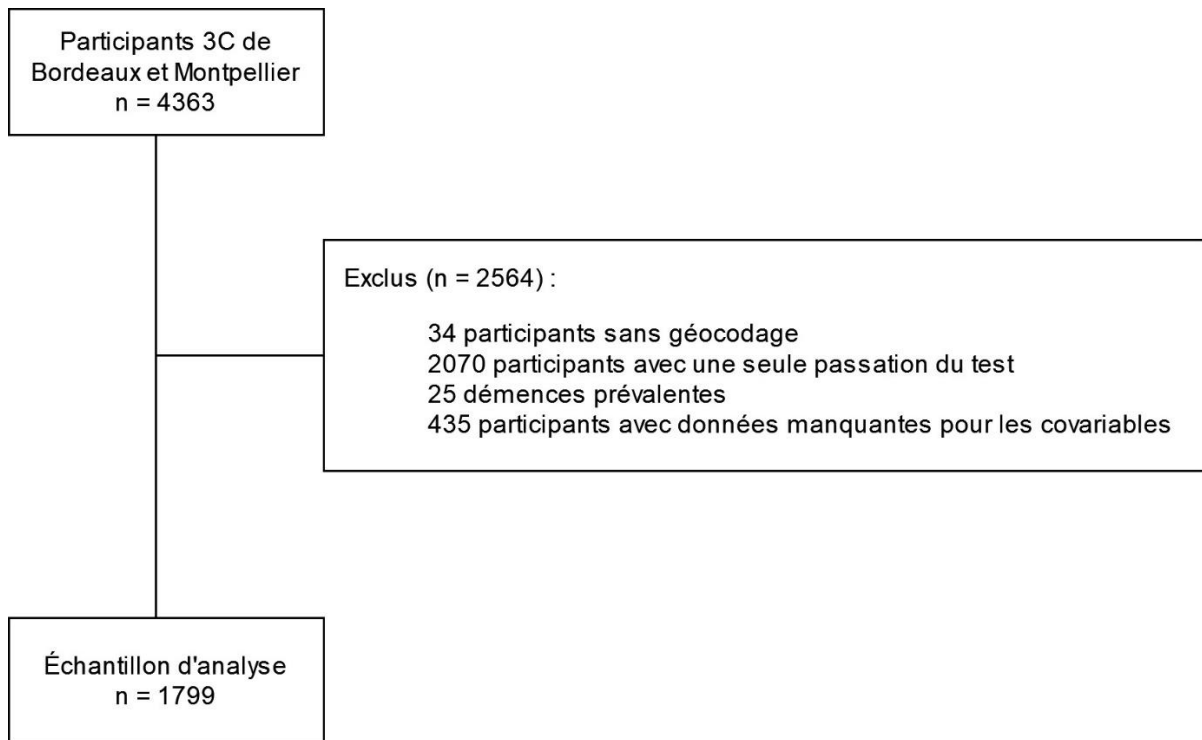 Participants 3C de
Bordeaux et Montpellier
n = 4363
Exclus (n = 2564) :
34 participants sans géocodage
2070 participants avec une seule passation du test
25 démences prévalentes
435 participants avec données manquantes pour les covariables
Échantillon d'analyse
n = 1799